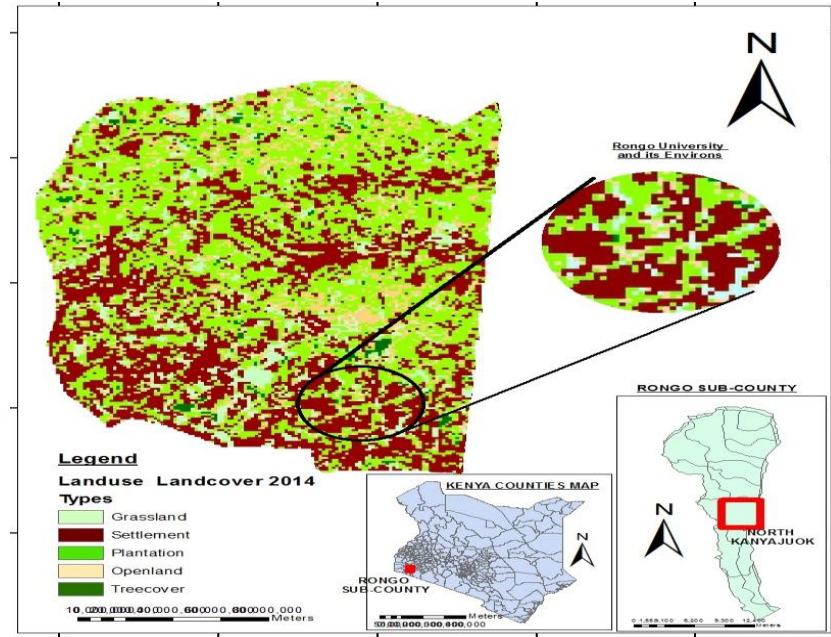 N
Rongo University
and its Environs
Legend
Landuse Landcover 2014
Types
Grassland
Settlement
Plantation
Openland
Treecover
Meters
KENYA COUNTIES MAP
N
RONGO
SUB-COUNTY
Meters
RONGO SUB-COUNTY
N
NORTH
KANYAJUOK
Meters